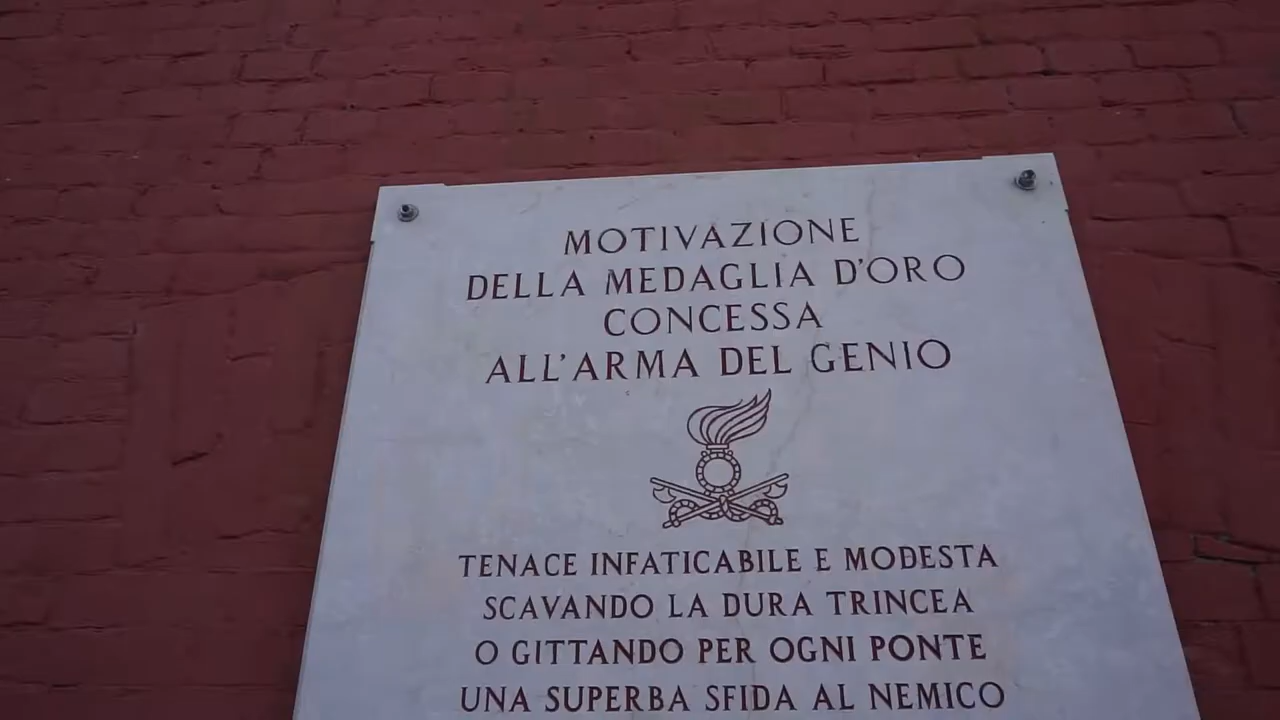 MOTIVAZIONE
DELLA MEDAGLIA D'ORO
CONCESSA
ALL'ARMA DEL GENIO
TENACE INFATICABILE E MODESTA
SCAVANDO LA DURA TRINCEA
O GITTANDO PER OGNI PONTE
UNA SUPERBA SFIDA AL NEMICO